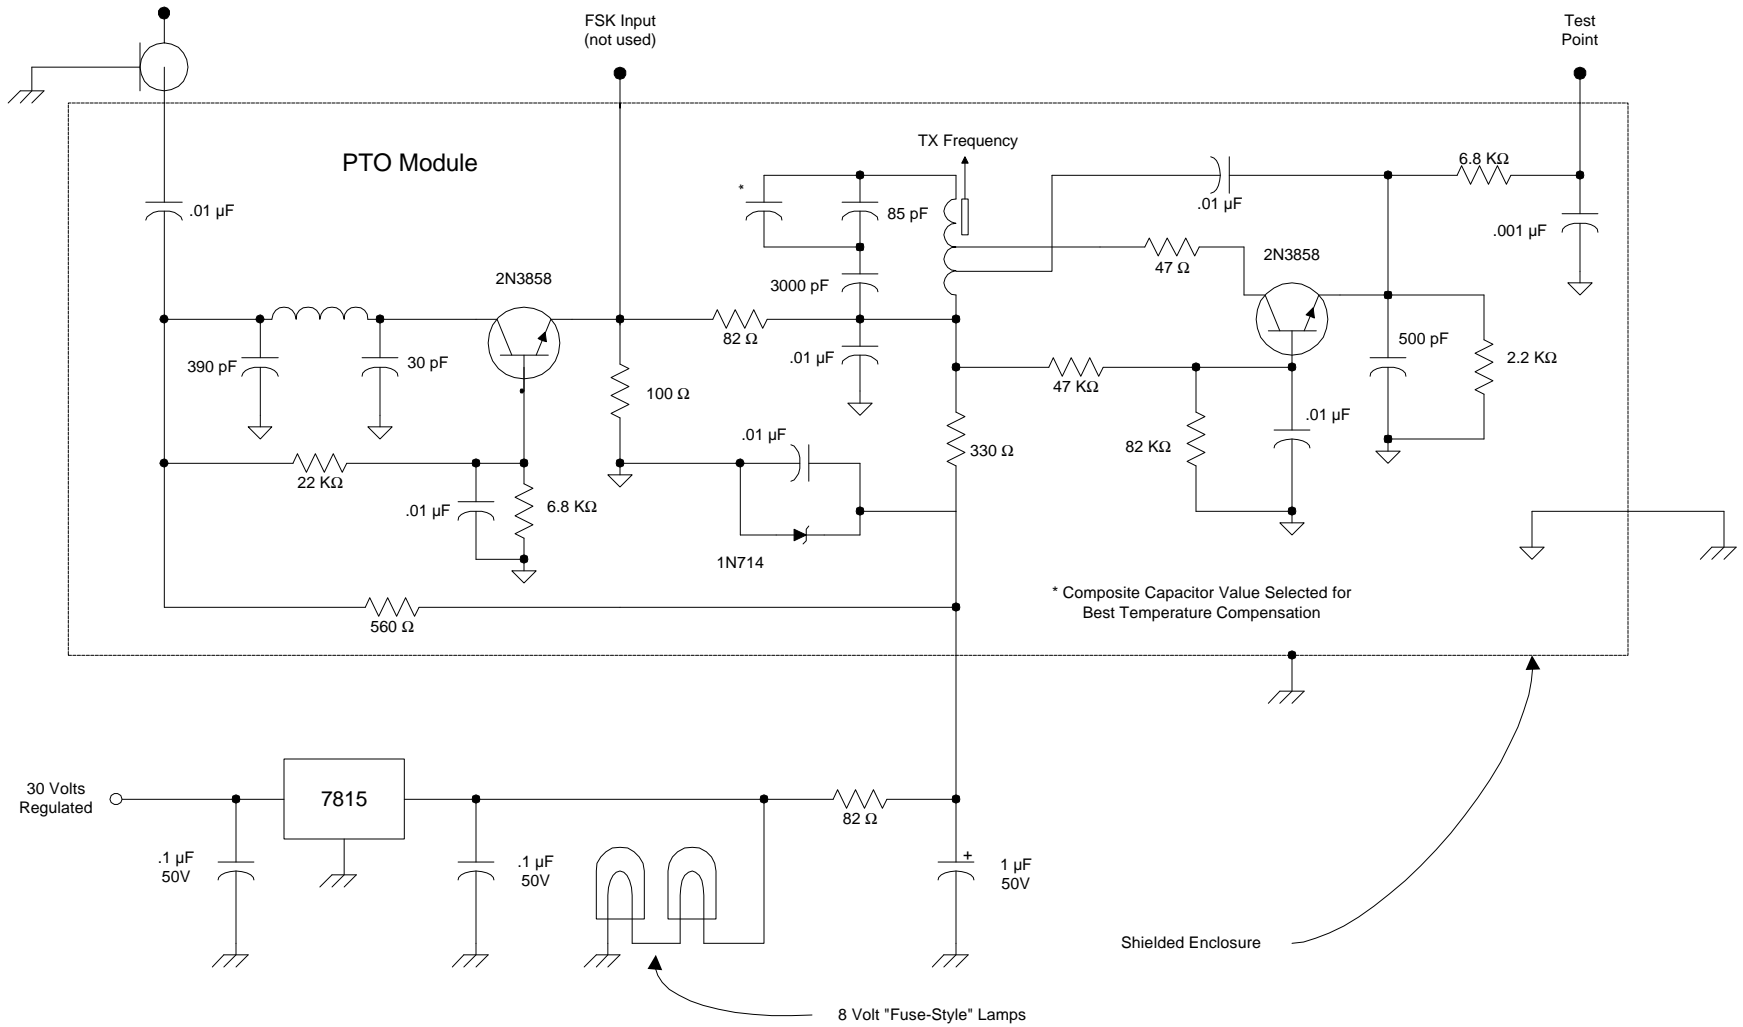 FSK Input
(not used)
Test
Point
TX Frequency
PTO Module
6.8 KΩ
*
.01 µF
85 pF
.01 µF
.001 µF
2N3858
47 Ω
2N3858
3000 pF
82 Ω
390 pF
30 pF
.01 µF
500 pF
2.2 KΩ
100 Ω
47 KΩ
.01 µF
.01 µF
330 Ω
82 KΩ
22 KΩ
.01 µF
6.8 KΩ
1N714
* Composite Capacitor Value Selected for
Best Temperature Compensation
560 Ω
30 Volts
Regulated
7815
82 Ω
.1 µF
50V
.1 µF
50V
+
1 µF
50V
Shielded Enclosure
8 Volt "Fuse-Style" Lamps